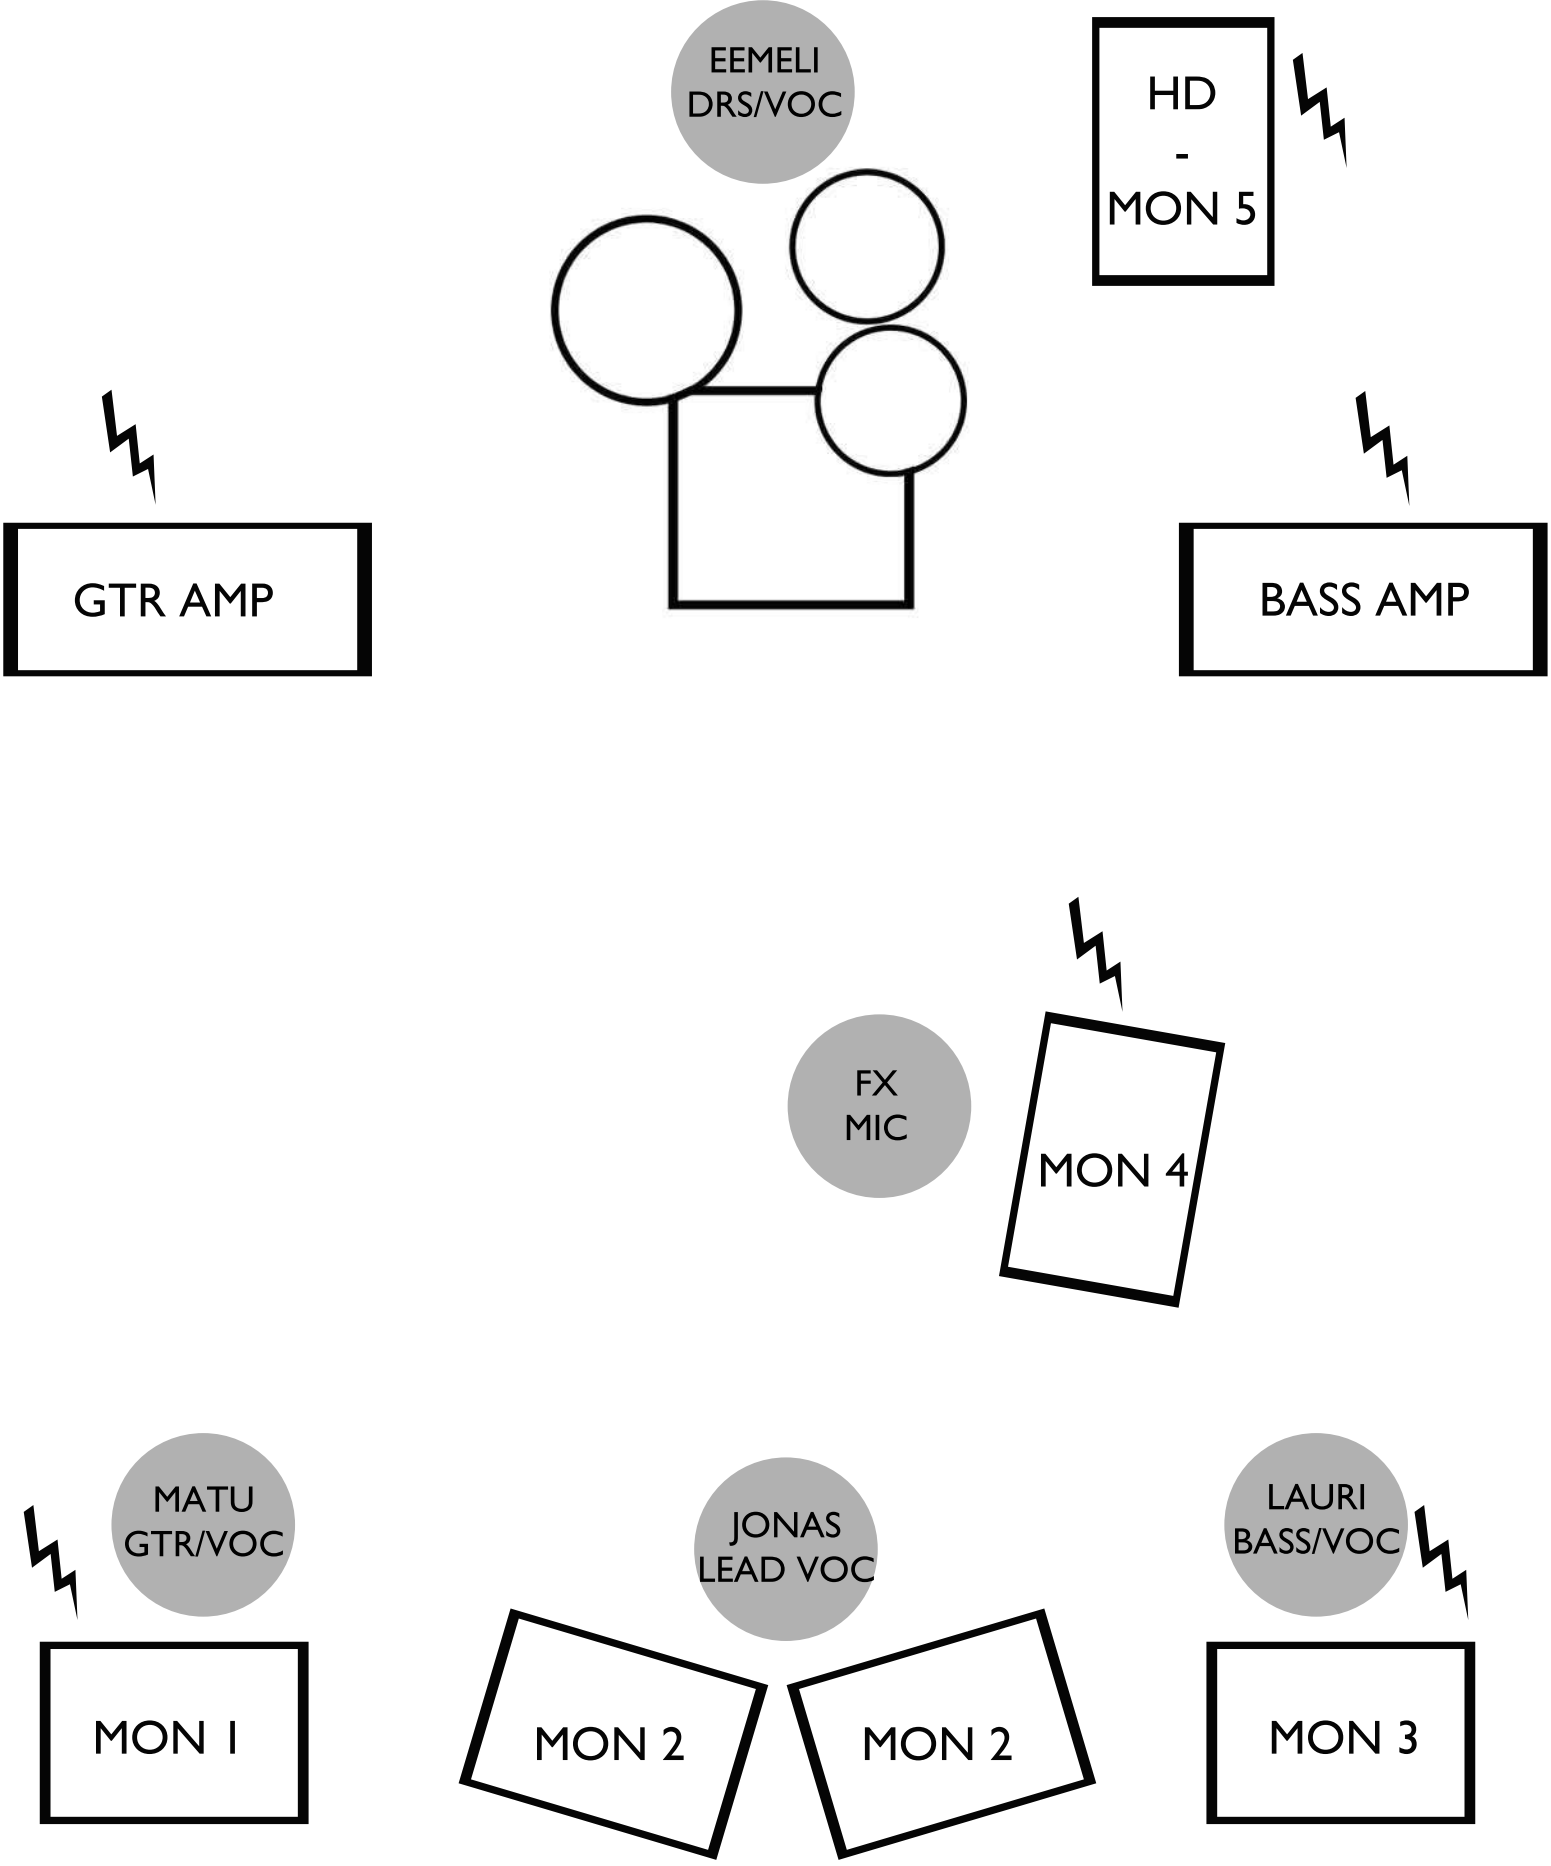 EEMELI
DRS/VOC
HD
-
MON 5
GTR AMP
BASS AMP
FX
MIC
MON 4
MATU
GTR/VOC
JONAS
LEAD VOC
LAURI
BASS/VOC
MON 1
MON 2
MON 2
MON 3